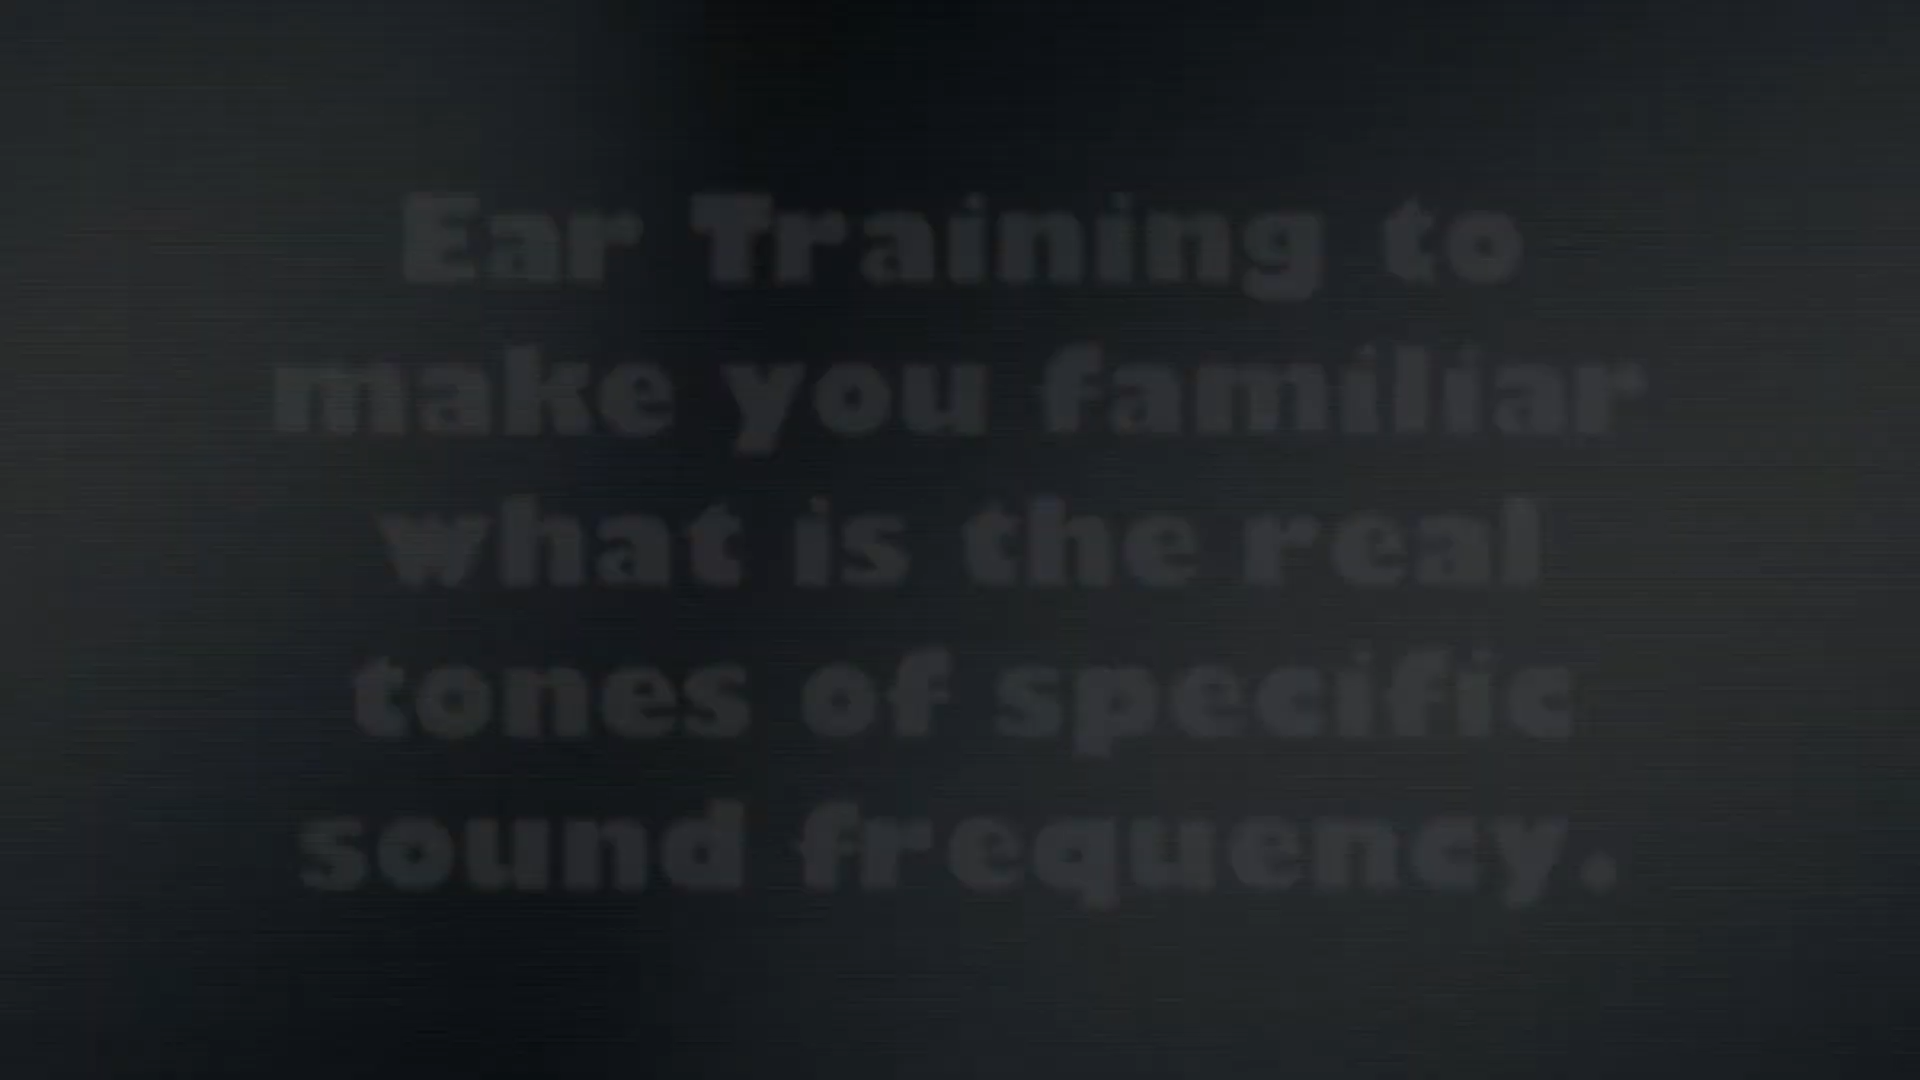 Ear Training to
make you familiar
what is the real
tones of specific
sound frequency.